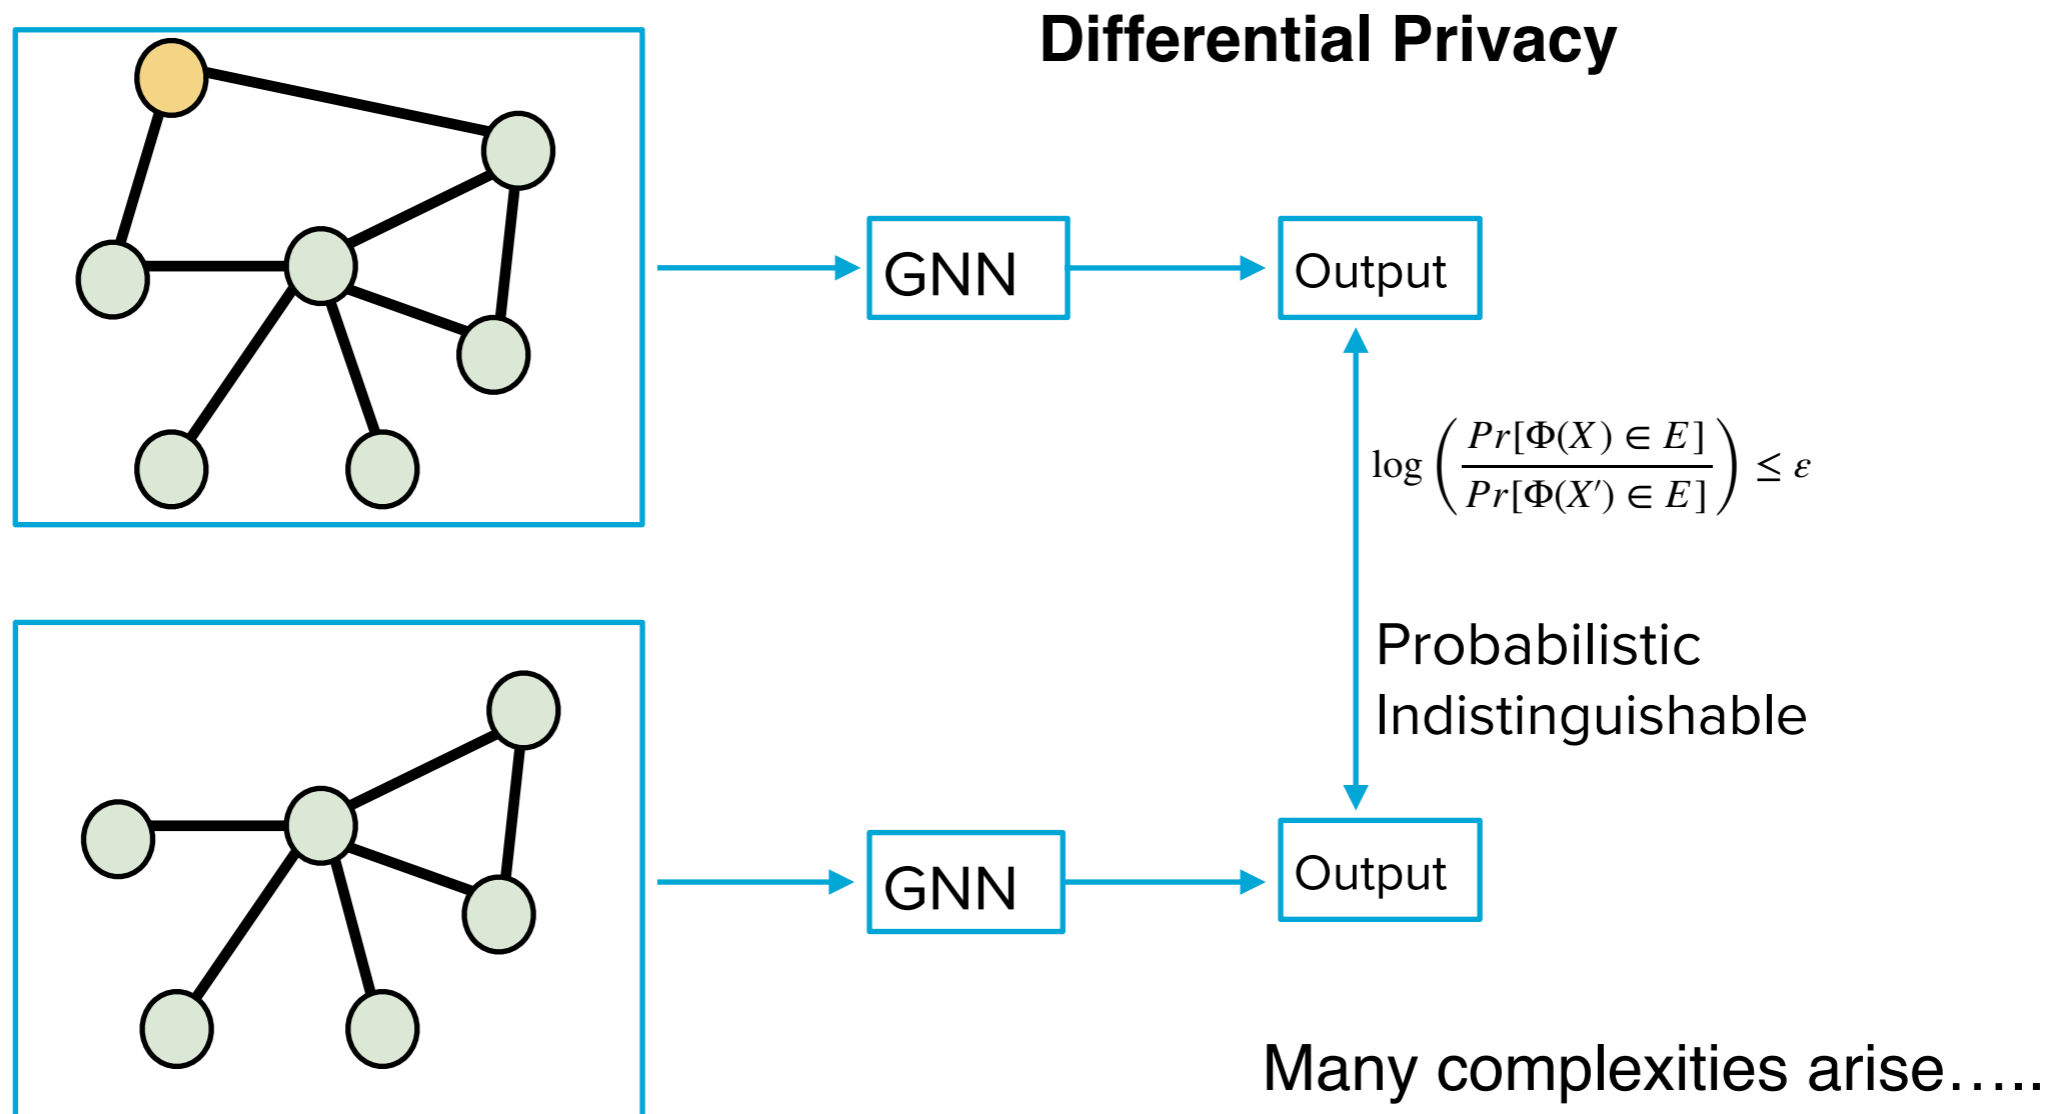 Differential Privacy
GNN
Output
log ( Pr[Φ(X) ∈ E] / Pr[Φ(X′) ∈ E] ) ≤ ε
Probabilistic
Indistinguishable
GNN
Output
Many complexities arise…..